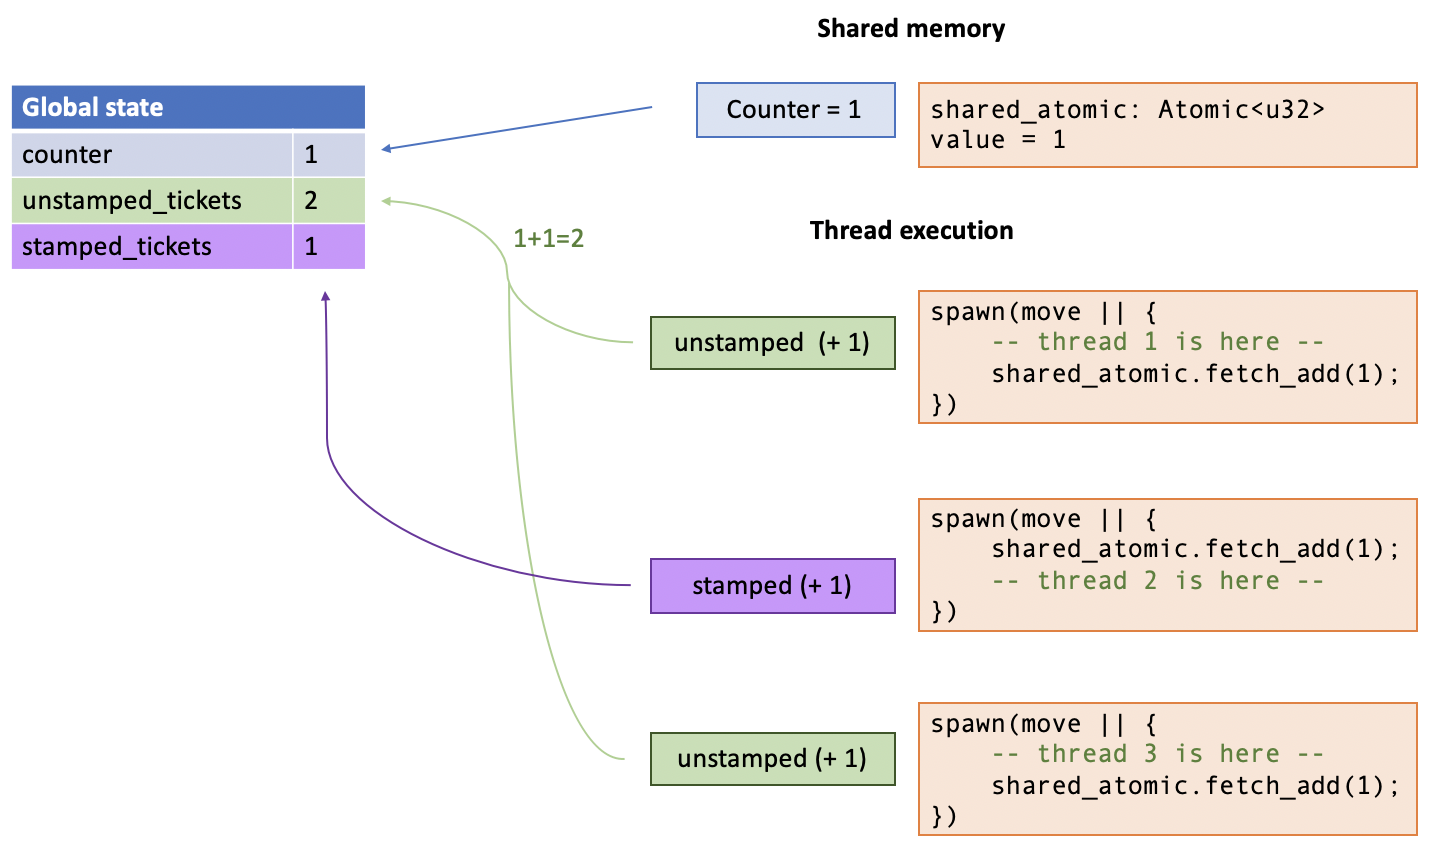 Shared memory
Global state
counter 1
unstamped_tickets 2
stamped_tickets 1
Counter = 1
shared_atomic: Atomic<u32>
value = 1
1+1=2
Thread execution
unstamped (+ 1)
spawn(move || {
-- thread 1 is here --
shared_atomic.fetch_add(1);
})
stamped (+ 1)
spawn(move || {
shared_atomic.fetch_add(1);
-- thread 2 is here --
})
unstamped (+ 1)
spawn(move || {
-- thread 3 is here --
shared_atomic.fetch_add(1);
})